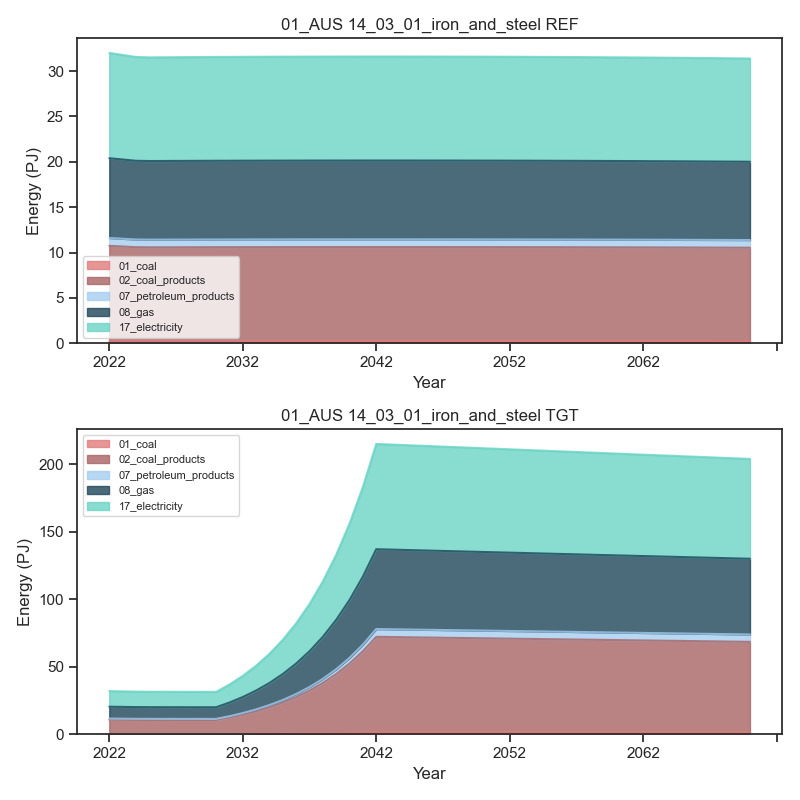 01_AUS 14_03_01_iron_and_steel REF
Energy (PJ)
30
25
20
15
10
5
0
01_coal
02_coal_products
07_petroleum_products
08_gas
17_electricity
2022 2032 2042 2052 2062
Year
01_AUS 14_03_01_iron_and_steel TGT
Energy (PJ)
200
150
100
50
0
01_coal
02_coal_products
07_petroleum_products
08_gas
17_electricity
2022 2032 2042 2052 2062
Year